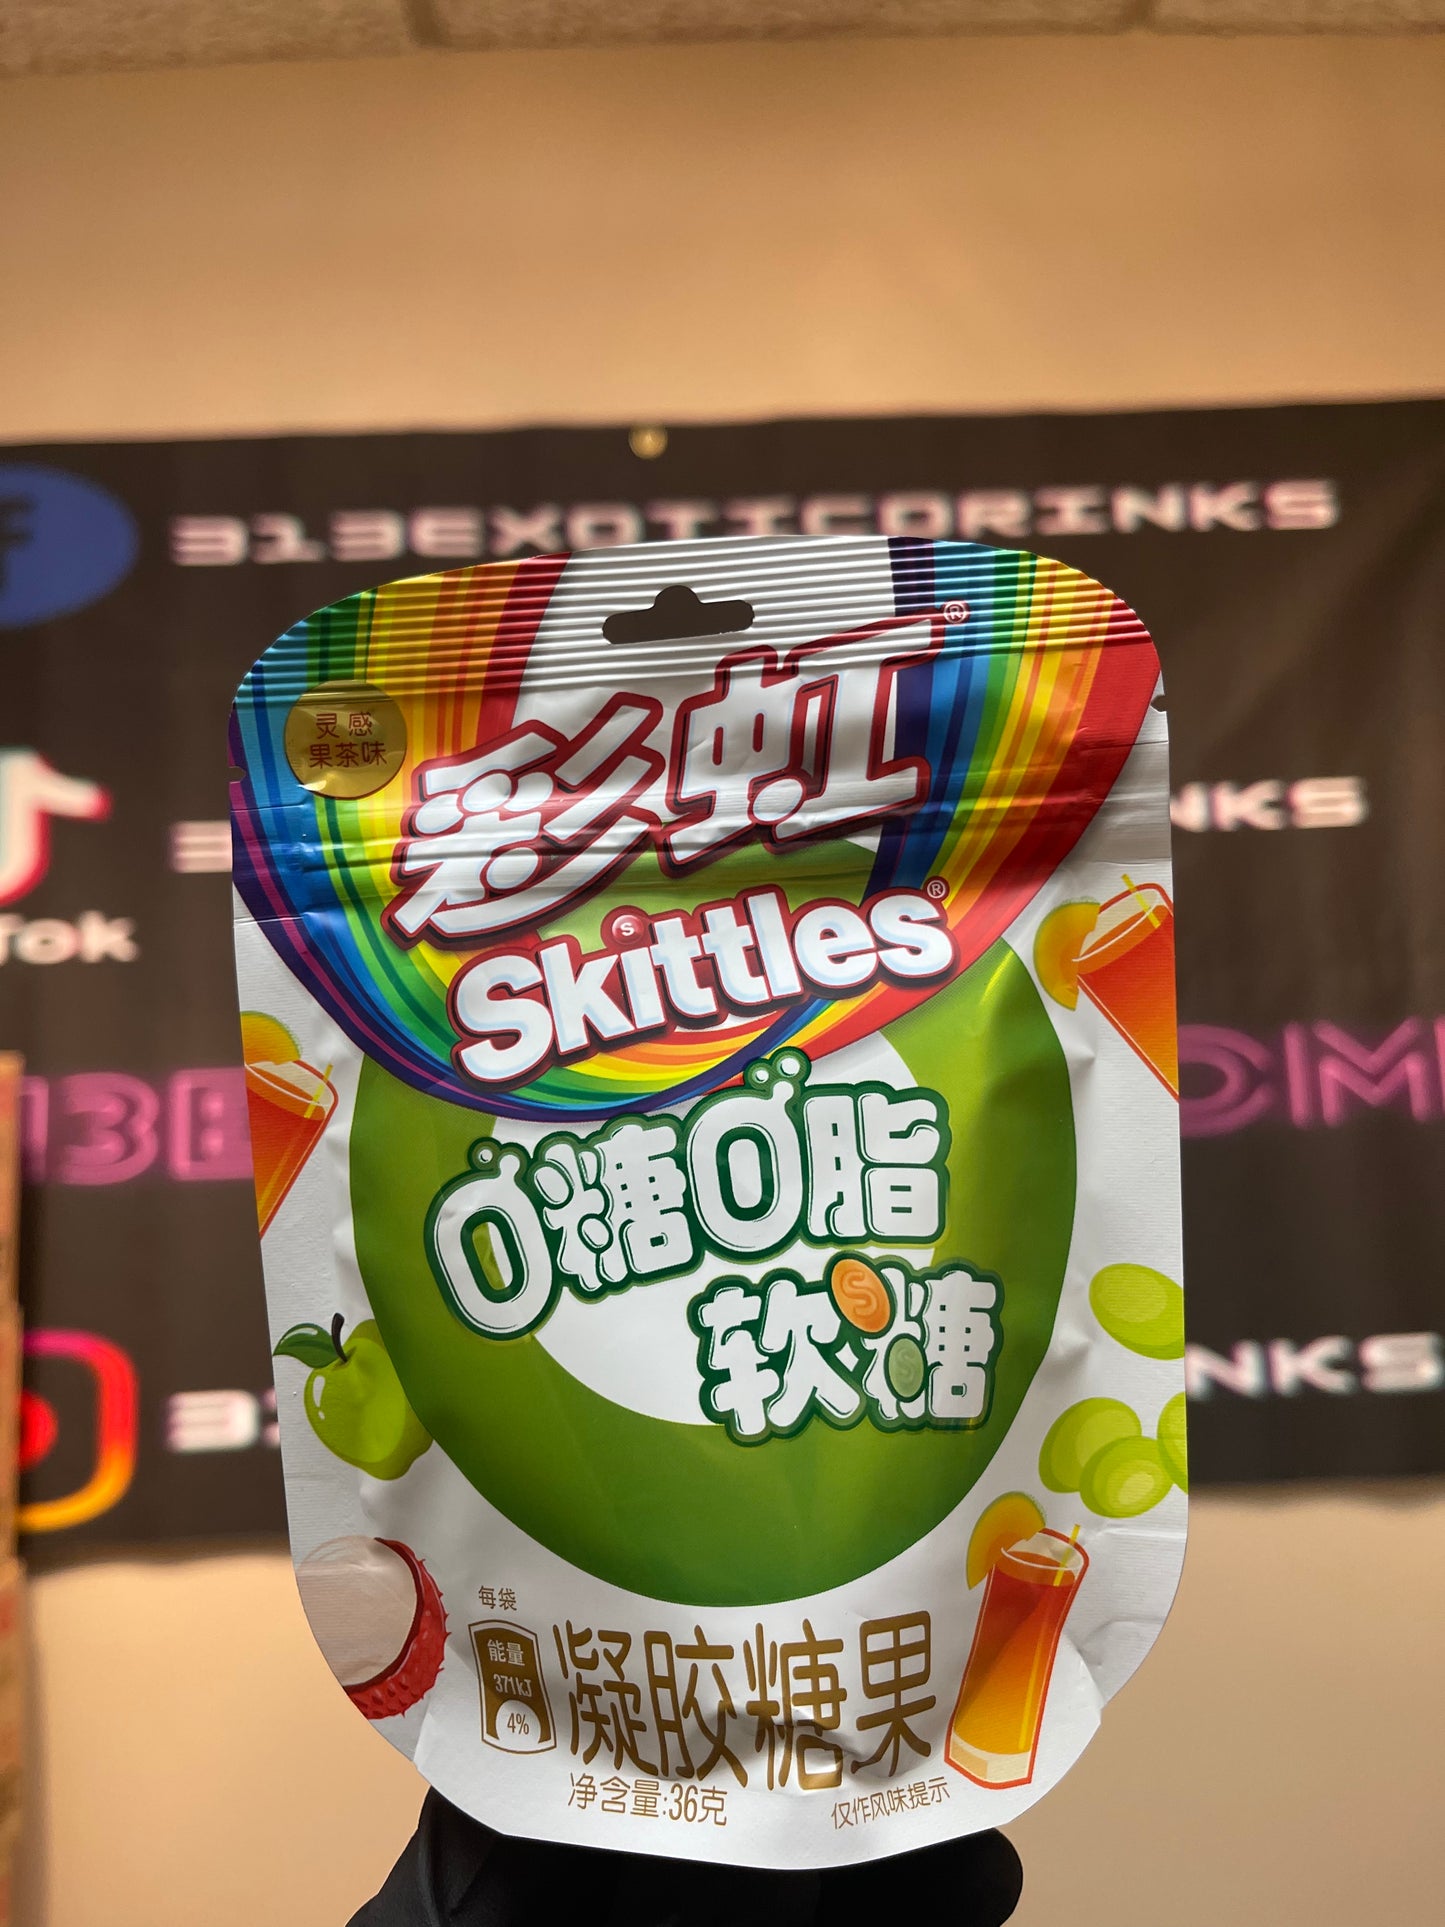 313EXOTICDRINKS
灵感
果茶味
彩虹®
Skittles®
0糖0脂
软糖
每袋
能量
371kJ
4%
凝胶糖果
净含量:36克
仅作风味提示
NKS
Tok
NKS